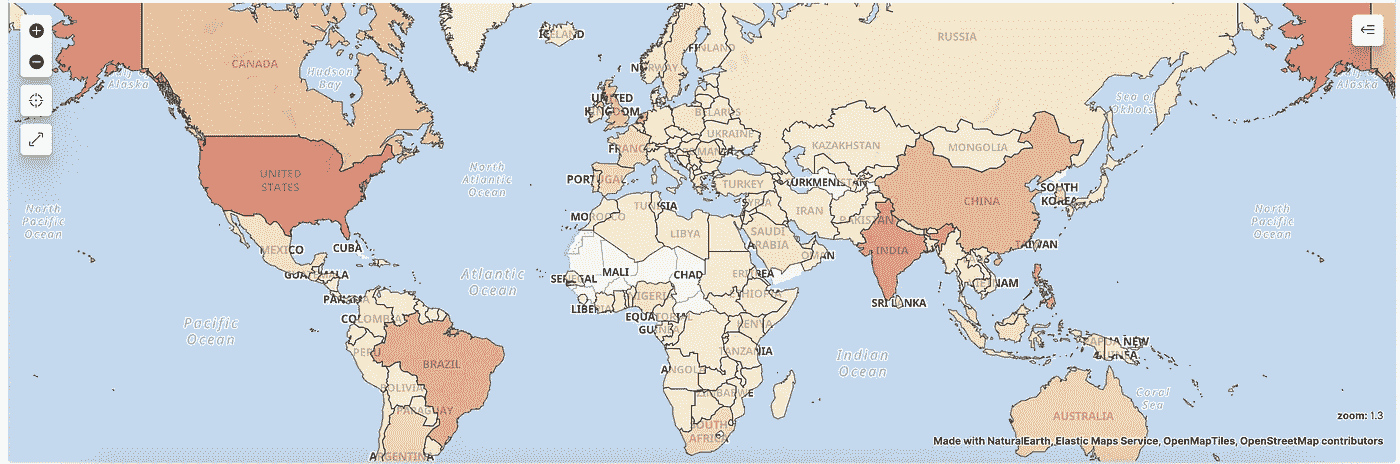 ICELAND
FINLAND
RUSSIA
CANADA
Hudson
Bay
NORWAY
Alaska
Alaska
Sea of
Okhotsk
UNITED
KINGDOM
BELARUS
UKRAINE
FRANCE
ROMANIA
KAZAKHSTAN
MONGOLIA
UNITED
STATES
North
Atlantic
Ocean
PORTUGAL
TURKEY
TURKMENISTAN
SOUTH
KOREA
CHINA
North
Pacific
Ocean
North
Pacific
Ocean
MOROCCO
TUNISIA
SYRIA
IRAN
PAKISTAN
LIBYA
SAUDI
ARABIA
OMAN
INDIA
TAIWAN
MEXICO
CUBA
GUATEMALA
Atlantic
Ocean
SENEGAL
MALI
CHAD
ERITREA
LAOS
VIETNAM
PANAMA
LIBERIA
NIGERIA
ETHIOPIA
SRI LANKA
COLOMBIA
EQUATORIAL
GUINEA
KENYA
Pacific
Ocean
PERU
BRAZIL
TANZANIA
Indian
Ocean
PAPUA NEW
GUINEA
ANGOLA
BOLIVIA
ZIMBABWE
Coral
Sea
PARAGUAY
SOUTH
AFRICA
AUSTRALIA
ARGENTINA
zoom: 1.3
Made with NaturalEarth, Elastic Maps Service, OpenMapTiles, OpenStreetMap contributors